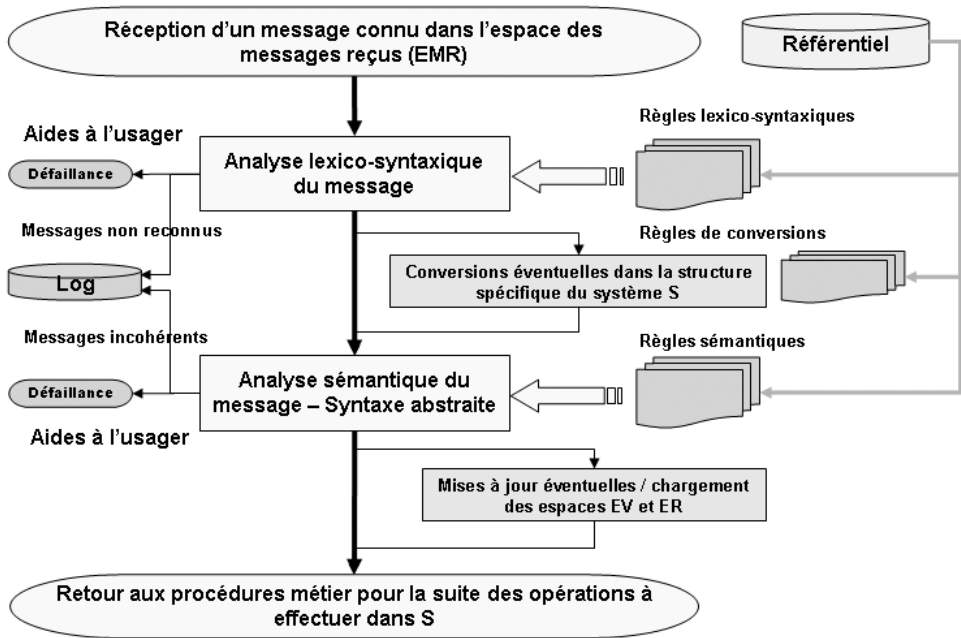 Réception d'un message connu dans l'espace des
messages reçus (EMR)
Référentiel
Aides à l'usager
Règles lexico-syntaxiques
Analyse lexico-syntaxique
du message
Défaillance
Messages non reconnus
Règles de conversions
Log
Conversions éventuelles dans la structure
spécifique du système S
Messages incohérents
Règles sémantiques
Analyse sémantique du
message – Syntaxe abstraite
Défaillance
Aides à l'usager
Mises à jour éventuelles / chargement
des espaces EV et ER
Retour aux procédures métier pour la suite des opérations à
effectuer dans S